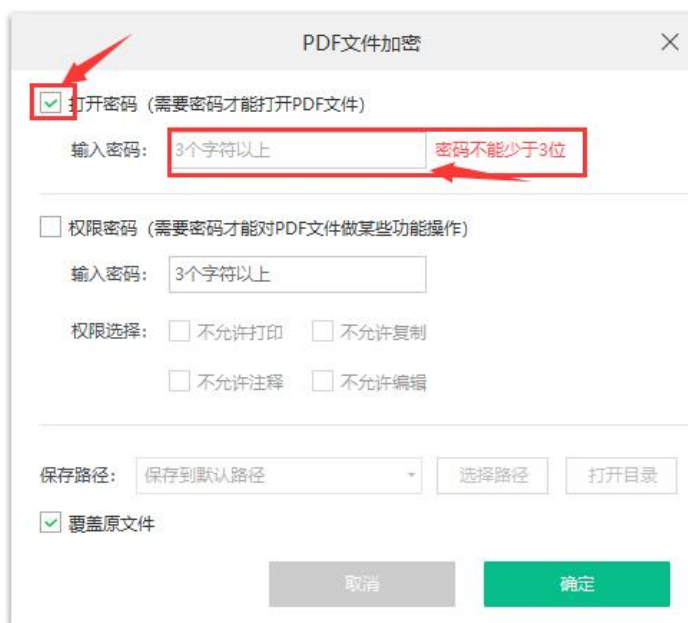 PDF文件加密
打开密码（需要密码才能打开PDF文件）
输入密码： 3个字符以上 密码不能少于3位
权限密码（需要密码才能对PDF文件做某些功能操作）
输入密码： 3个字符以上
权限选择： 不允许打印 不允许复制
不允许注释 不允许编辑
保存路径： 保存到默认路径 选择路径 打开目录
覆盖原文件
取消 确定